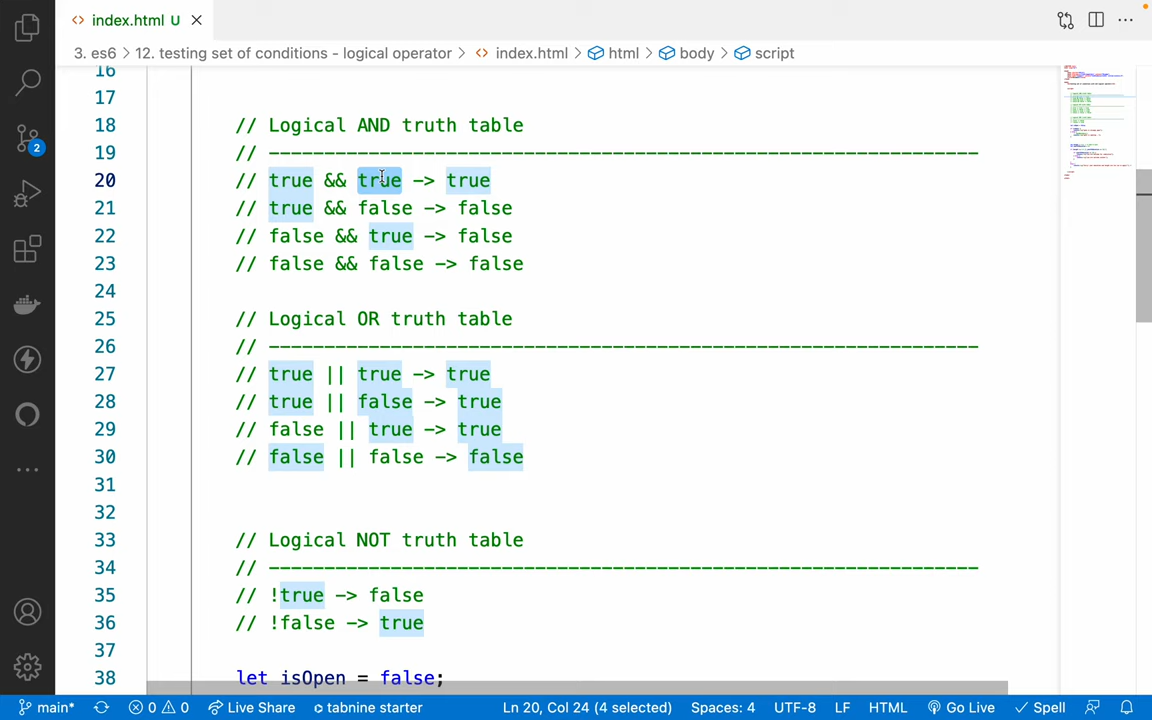 index.html U
3. es6 > 12. testing set of conditions - logical operator > index.html > html > body > script
16
17
18 // Logical AND truth table
19 // -----------------------------------------------------------------
20 // true && true -> true
21 // true && false -> false
22 // false && true -> false
23 // false && false -> false
24
25 // Logical OR truth table
26 // -----------------------------------------------------------------
27 // true || true -> true
28 // true || false -> true
29 // false || true -> true
30 // false || false -> false
31
32
33 // Logical NOT truth table
34 // -----------------------------------------------------------------
35 // !true -> false
36 // !false -> true
37
38 let isOpen = false;
2
main* 0 0 Live Share tabnine starter Ln 20, Col 24 (4 selected) Spaces: 4 UTF-8 LF HTML Go Live Spell